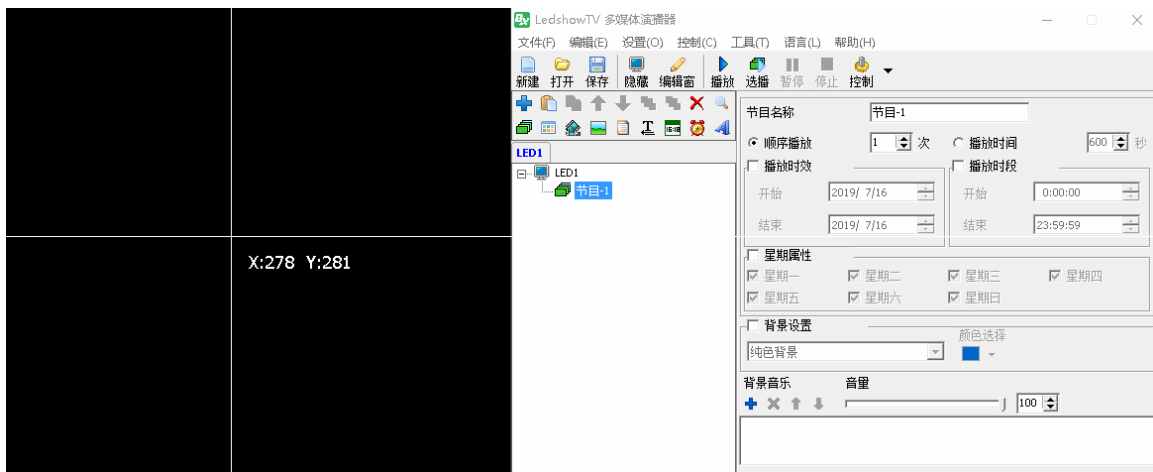 LedshowTV 多媒体演播器
文件(F) 编辑(E) 设置(O) 控制(C) 工具(T) 语言(L) 帮助(H)
新建 打开 保存 隐藏 编辑窗 播放 选播 暂停 停止 控制
LED1
LED1
节目-1
X:278 Y:281
节目名称 节目-1
顺序播放 1 次 播放时间 600 秒
播放时效 播放时段
开始 2019/ 7/16 开始 0:00:00
结束 2019/ 7/16 结束 23:59:59
星期属性
星期一 星期二 星期三 星期四
星期五 星期六 星期日
背景设置
颜色选择
纯色背景
背景音乐 音量
100